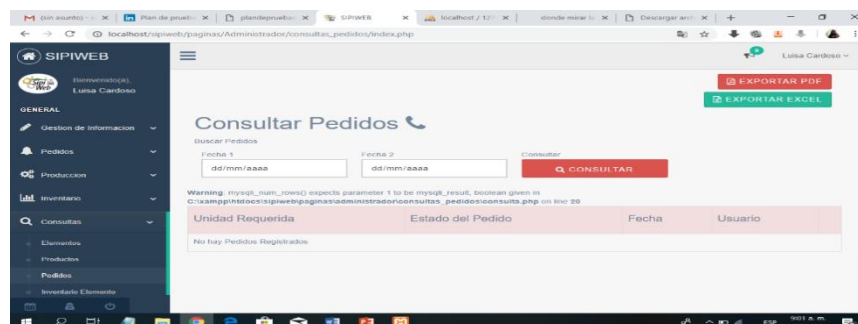 (sin asunto)
Plan de prueb
plandeprueba
SIPIWEB
localhost / 127
donde mirar lo
Descargar arch
localhost/sipiweb/paginas/Administrador/consultas_pedidos/index.php
SIPIWEB
Luisa Cardoso
Bienvenido(a),
Luisa Cardoso
EXPORTAR PDF
EXPORTAR EXCEL
GENERAL
Gestion de Informacion
Pedidos
Produccion
Inventario
Consultas
Elementos
Productos
Pedidos
Inventario Elemento
Consultar Pedidos
Buscar Pedidos
Fecha 1
Fecha 2
Consultar
dd/mm/aaaa
dd/mm/aaaa
CONSULTAR
Warning: mysqli_num_rows() expects parameter 1 to be mysqli_result, boolean given in
C:\xampp\htdocs\sipiweb\paginas\administrador\consultas_pedidos\consulta.php on line 20
Unidad Requerida
Estado del Pedido
Fecha
Usuario
No hay Pedidos Registrados
ESP
9:01 a. m.